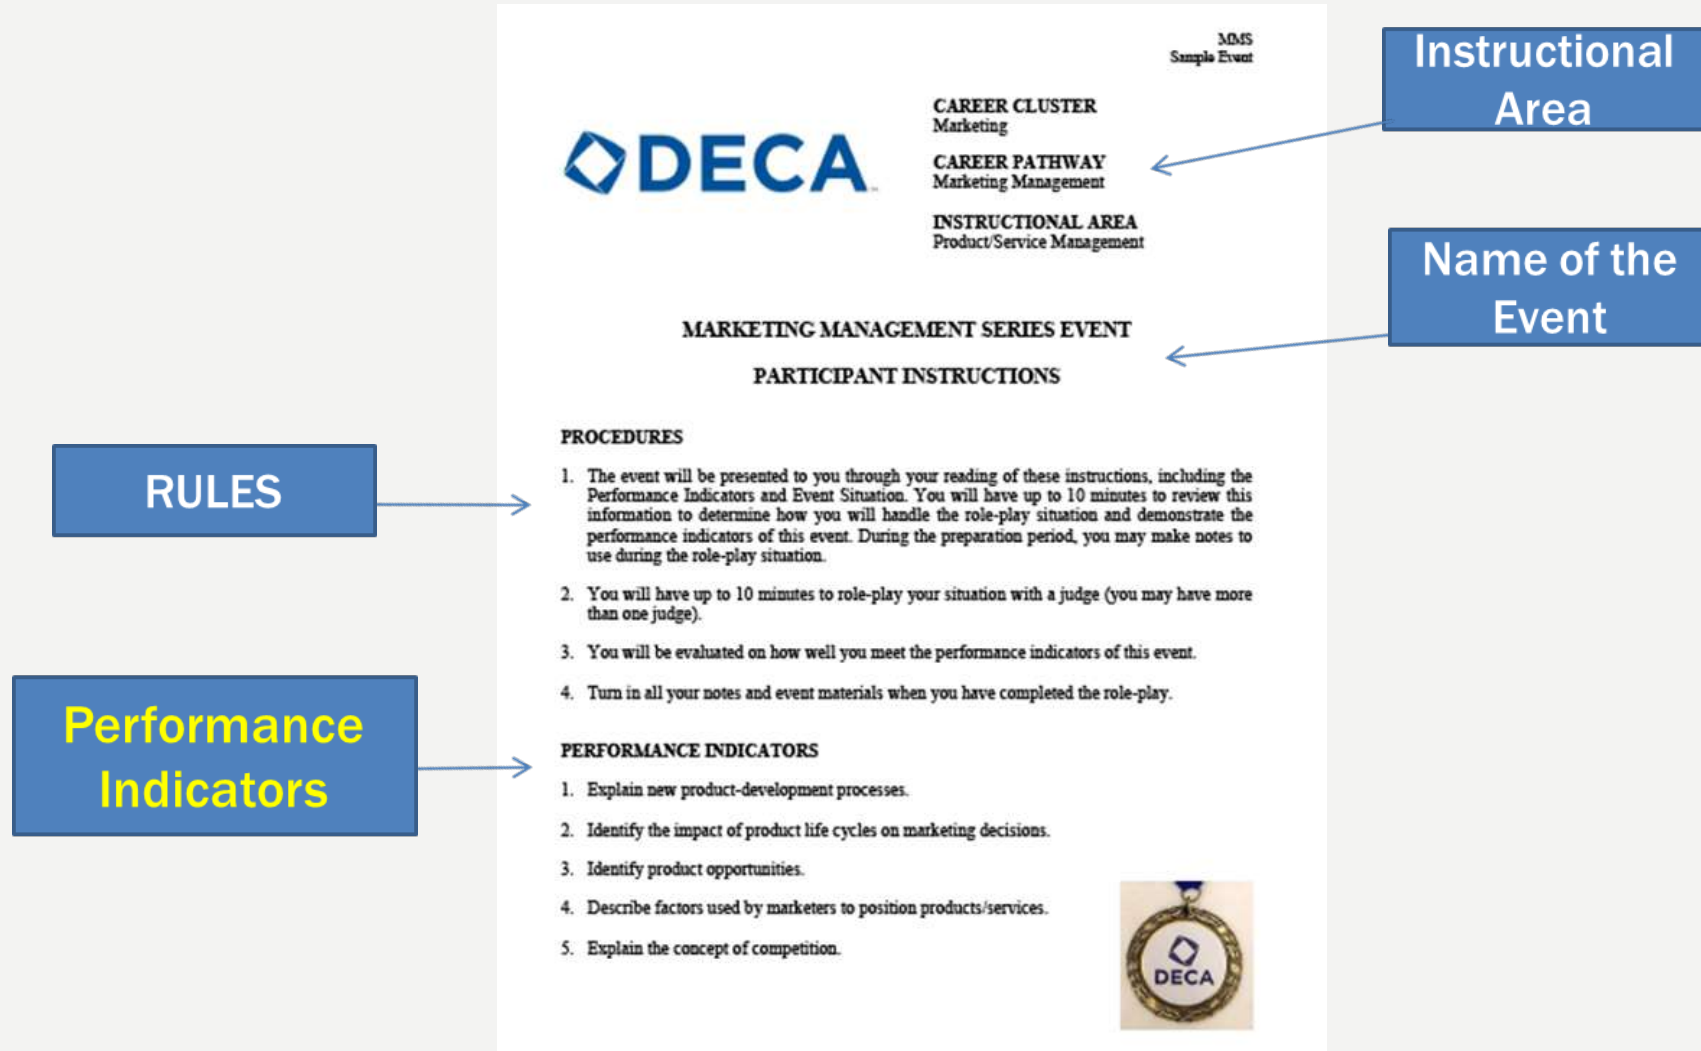 MMS
Sample Event
Instructional
Area
CAREER CLUSTER
Marketing
DECA
CAREER PATHWAY
Marketing Management
INSTRUCTIONAL AREA
Product/Service Management
Name of the
Event
MARKETING MANAGEMENT SERIES EVENT
PARTICIPANT INSTRUCTIONS
PROCEDURES
RULES
1. The event will be presented to you through your reading of these instructions, including the
Performance Indicators and Event Situation. You will have up to 10 minutes to review this
information to determine how you will handle the role-play situation and demonstrate the
performance indicators of this event. During the preparation period, you may make notes to
use during the role-play situation.
2. You will have up to 10 minutes to role-play your situation with a judge (you may have more
than one judge).
3. You will be evaluated on how well you meet the performance indicators of this event.
4. Turn in all your notes and event materials when you have completed the role-play.
Performance
Indicators
PERFORMANCE INDICATORS
1. Explain new product-development processes.
2. Identify the impact of product life cycles on marketing decisions.
3. Identify product opportunities.
4. Describe factors used by marketers to position products/services.
5. Explain the concept of competition.
DECA